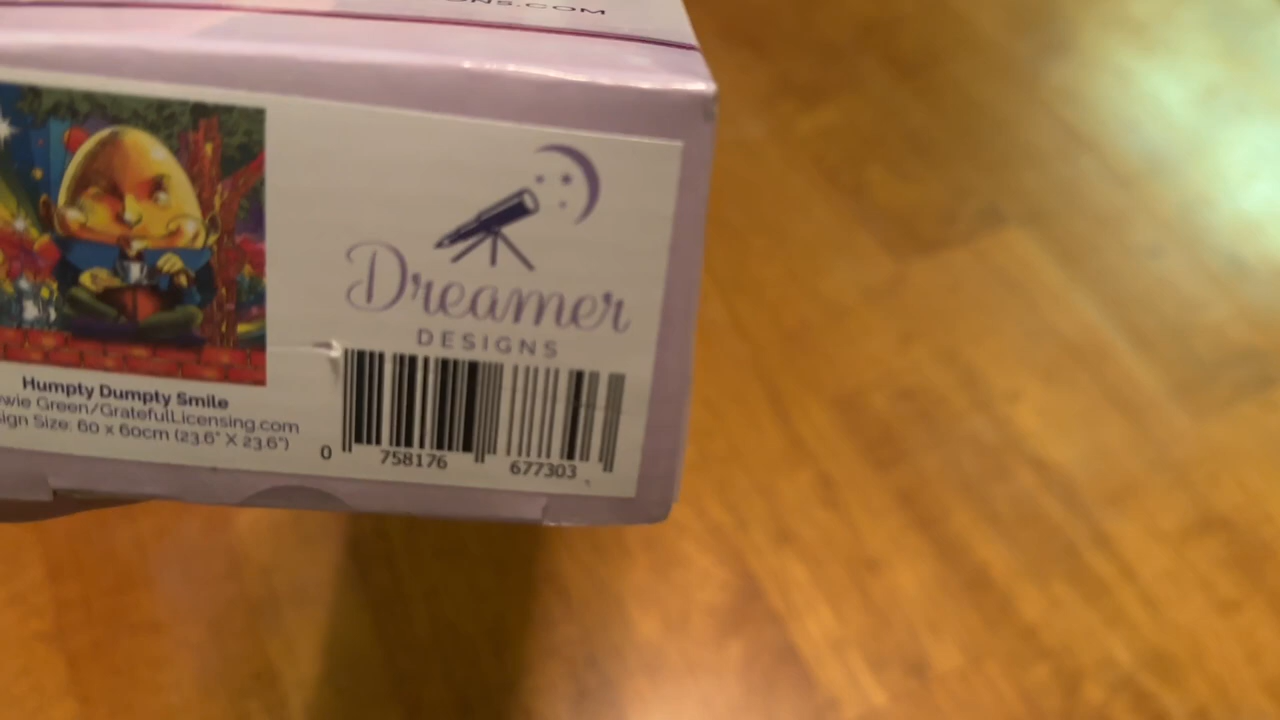 Dreamer
DESIGNS
Humpty Dumpty Smile
Green/GratefulLicensing.com
Size: 60 x 60cm (23.6" X 23.6")
0 758176 677303